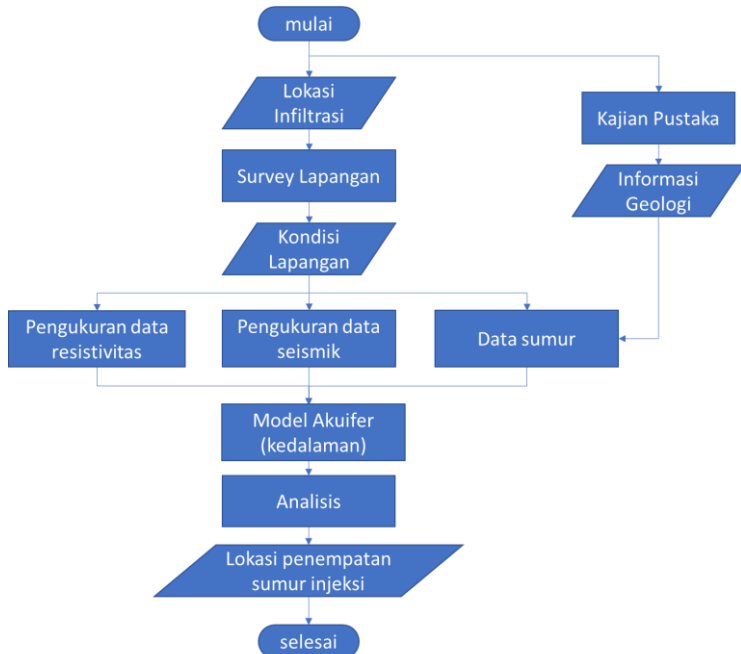 mulai
Lokasi
Infiltrasi
Kajian Pustaka
Survey Lapangan
Informasi
Geologi
Kondisi
Lapangan
Pengukuran data
resistivitas
Pengukuran data
seismik
Data sumur
Model Akuifer
(kedalaman)
Analisis
Lokasi penempatan
sumur injeksi
selesai